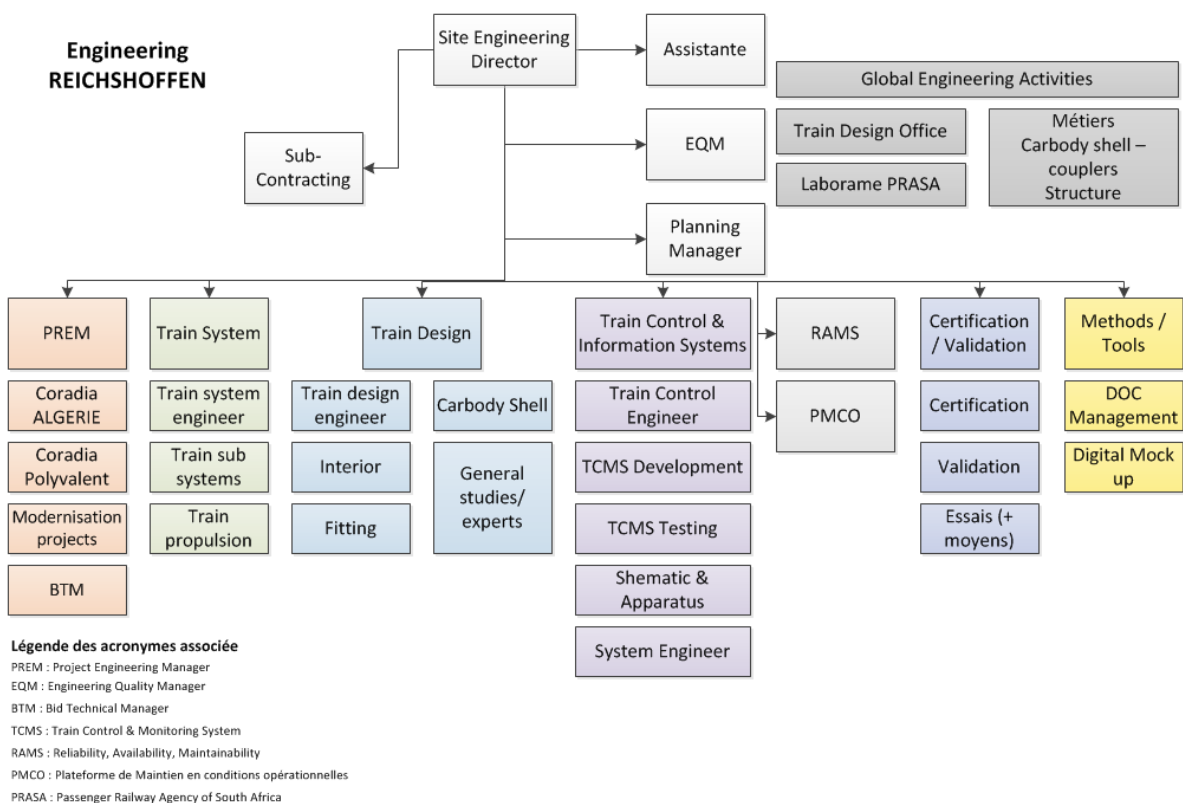 Engineering
REICHSHOFFEN
Site Engineering
Director
Assistante
Global Engineering Activities
Sub-
Contracting
EQM
Train Design Office
Laborame PRASA
Métiers
Carbody shell –
couplers
Structure
Planning
Manager
PREM
Coradia
ALGERIE
Coradia
Polyvalent
Modernisation
projects
BTM
Train System
Train system
engineer
Train sub
systems
Train
propulsion
Train Design
Train design
engineer
Interior
Fitting
Carbody Shell
General
studies/
experts
Train Control &
Information Systems
Train Control
Engineer
TCMS Development
TCMS Testing
Shematic &
Apparatus
System Engineer
RAMS
PMCO
Certification
/ Validation
Certification
Validation
Essais (+
moyens)
Methods /
Tools
DOC
Management
Digital Mock
up
Légende des acronymes associée
PREM : Project Engineering Manager
EQM : Engineering Quality Manager
BTM : Bid Technical Manager
TCMS : Train Control & Monitoring System
RAMS : Reliability, Availability, Maintainability
PMCO : Plateforme de Maintien en conditions opérationnelles
PRASA : Passenger Railway Agency of South Africa